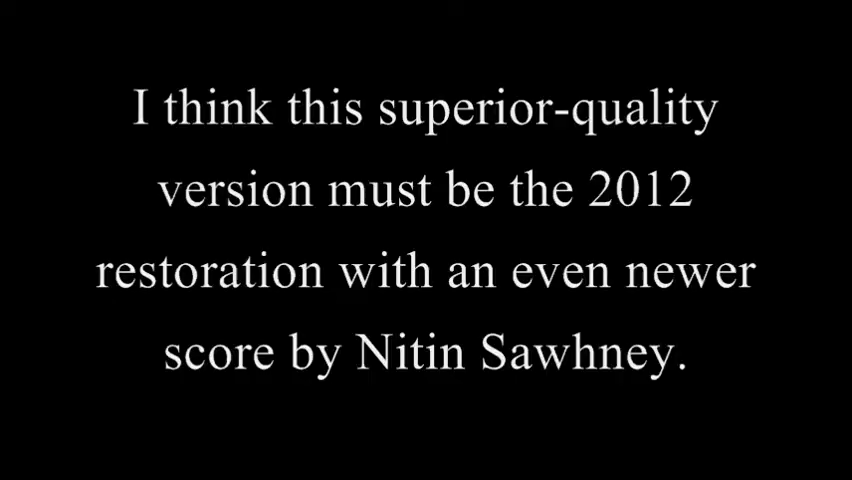 I think this superior-quality
version must be the 2012
restoration with an even newer
score by Nitin Sawhney.